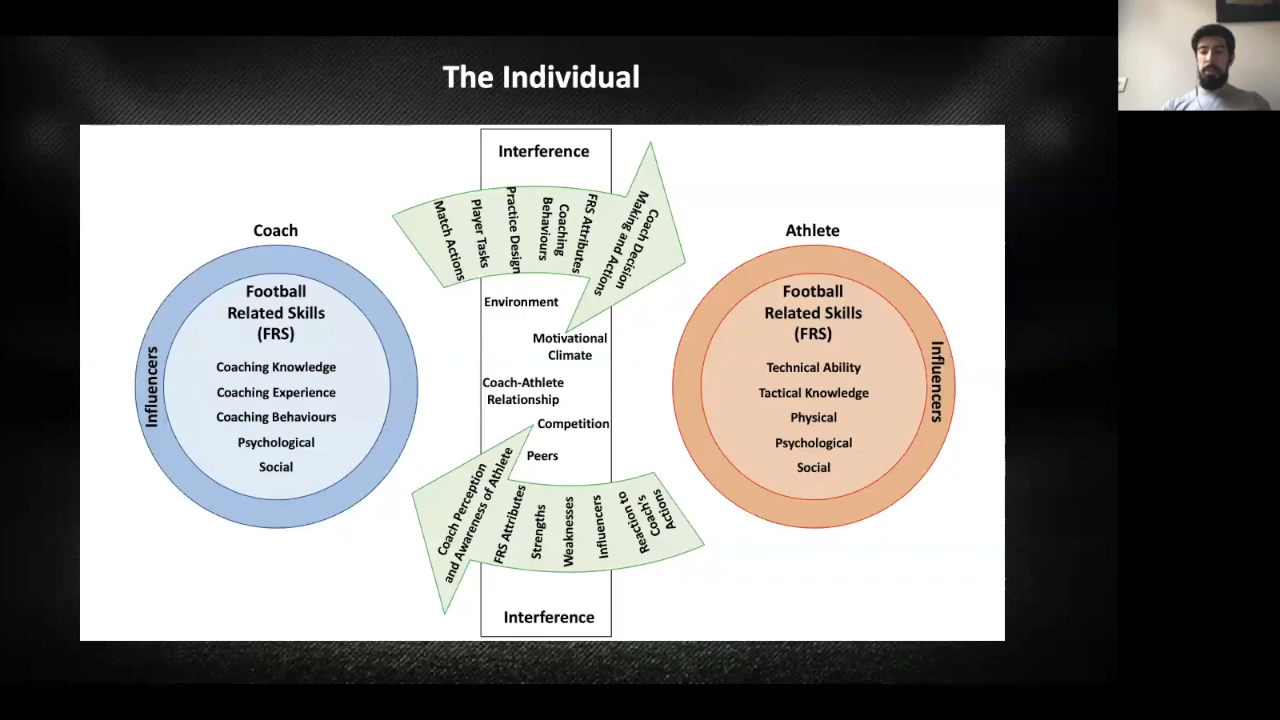 The Individual
Interference
Match Actions
Player Tasks
Practice Design
Coaching
Behaviours
FRS Attributes
Coach Decision
Making and Actions
Coach
Football
Related Skills
(FRS)
Coaching Knowledge
Coaching Experience
Coaching Behaviours
Psychological
Social
Influencers
Environment
Motivational
Climate
Coach-Athlete
Relationship
Competition
Peers
Athlete
Football
Related Skills
(FRS)
Technical Ability
Tactical Knowledge
Physical
Psychological
Social
Influencers
Coach Perception
and Awareness of Athlete
FRS Attributes
Strengths
Weaknesses
Influencers
Reaction to
Coach's
Actions
Interference